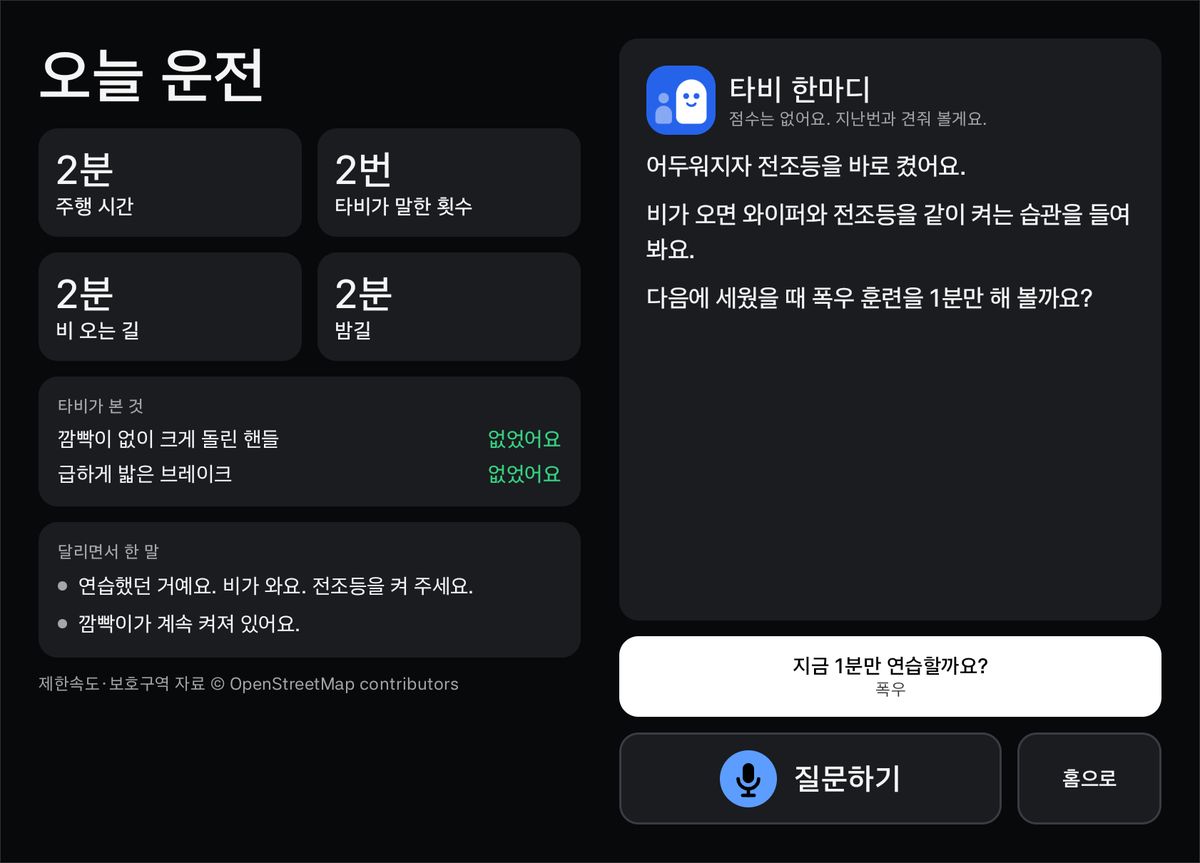 오늘 운전
2분
주행 시간
2번
타비가 말한 횟수
2분
비 오는 길
2분
밤길
타비가 본 것
깜빡이 없이 크게 돌린 핸들 없었어요
급하게 밟은 브레이크 없었어요
달리면서 한 말
연습했던 거예요. 비가 와요. 전조등을 켜 주세요.
깜빡이가 계속 켜져 있어요.
제한속도·보호구역 자료 © OpenStreetMap contributors
타비 한마디
점수는 없어요. 지난번과 견줘 볼게요.
어두워지자 전조등을 바로 켰어요.
비가 오면 와이퍼와 전조등을 같이 켜는 습관을 들여
봐요.
다음에 세웠을 때 폭우 훈련을 1분만 해 볼까요?
지금 1분만 연습할까요?
폭우
질문하기
홈으로